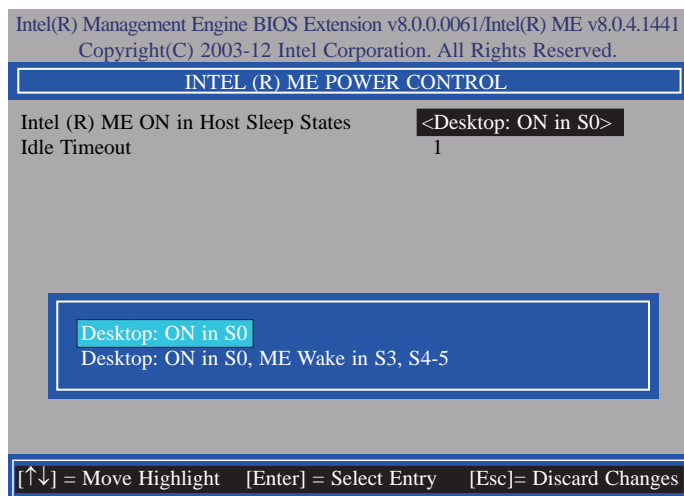 Intel(R) Management Engine BIOS Extension v8.0.0.0061/Intel(R) ME v8.0.4.1441
Copyright(C) 2003-12 Intel Corporation. All Rights Reserved.
INTEL (R) ME POWER CONTROL
Intel (R) ME ON in Host Sleep States <Desktop: ON in S0>
Idle Timeout 1
Desktop: ON in S0
Desktop: ON in S0, ME Wake in S3, S4-5
[↑↓] = Move Highlight [Enter] = Select Entry [Esc]= Discard Changes